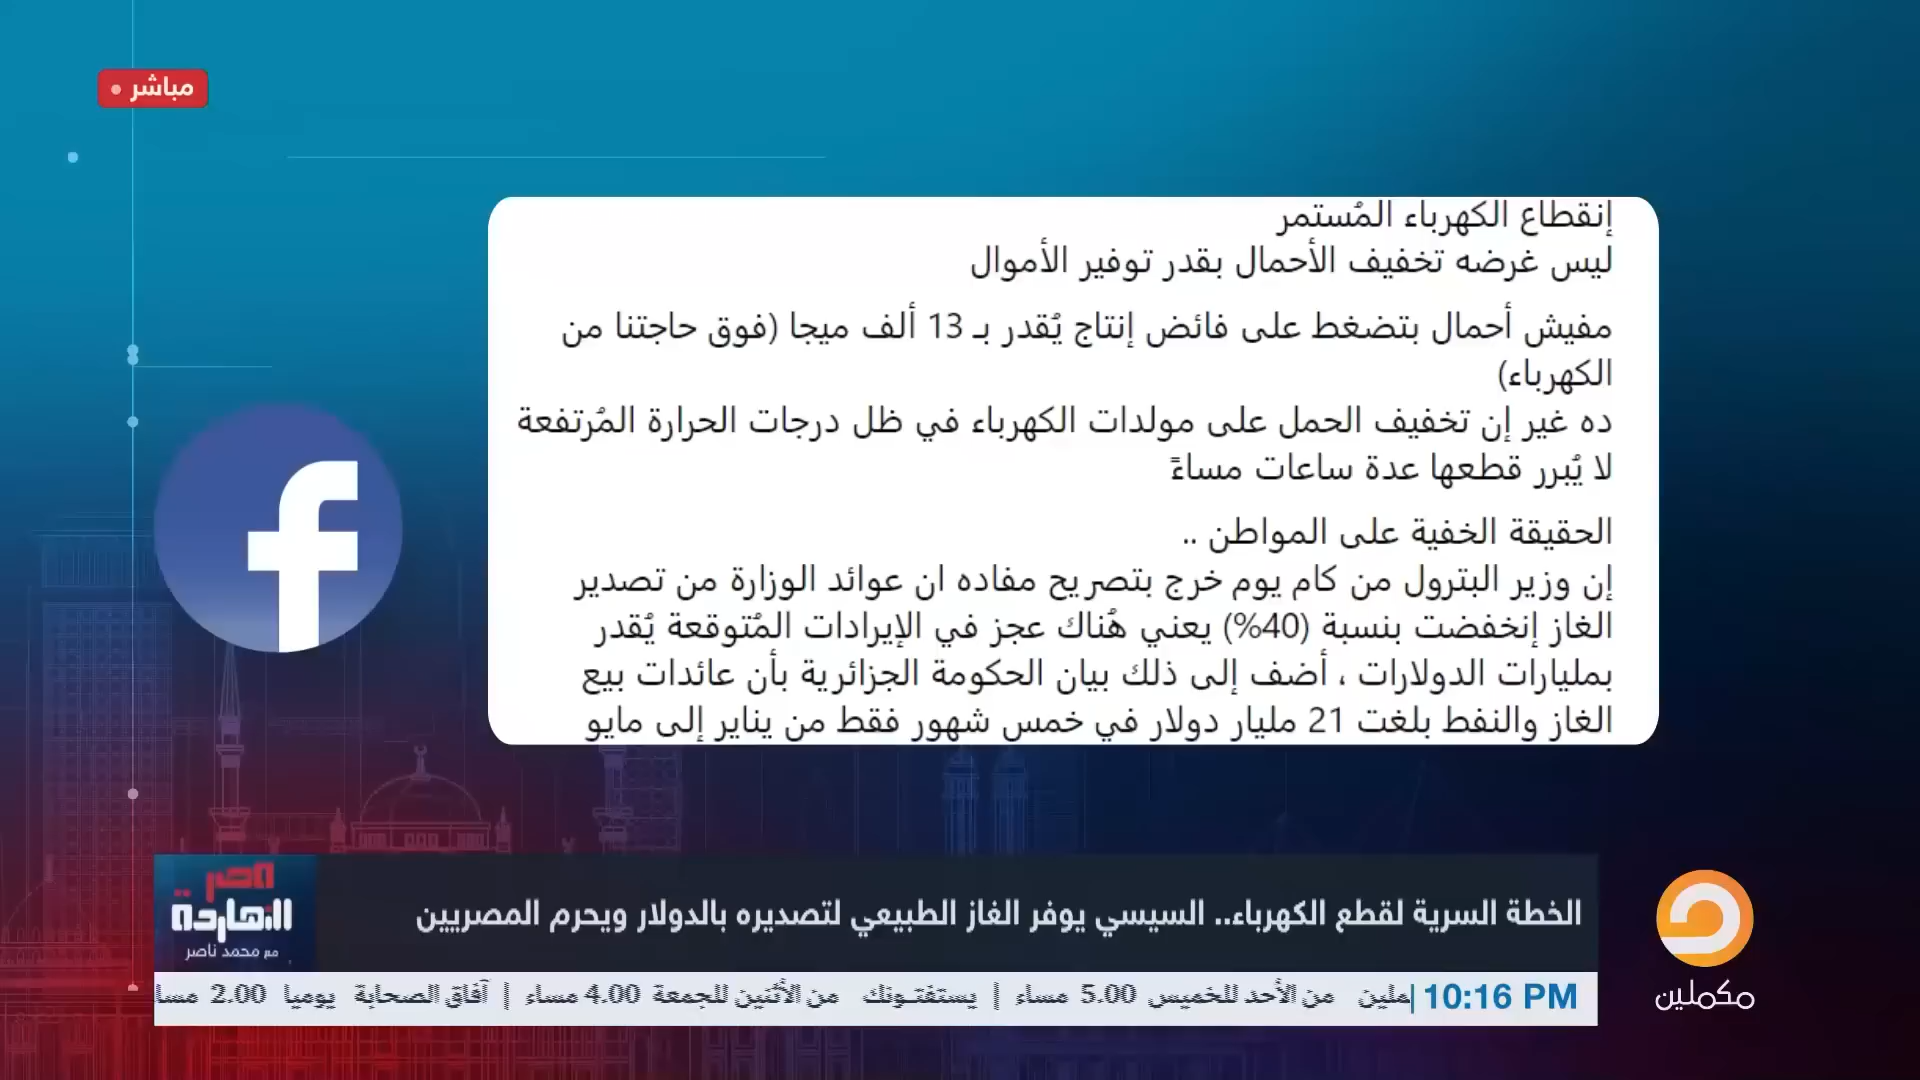 مباشر
إنقطاع الكهرباء المُستمر
ليس غرضه تخفيف الأحمال بقدر توفير الأموال
مفيش أحمال بتضغط على فائض إنتاج يُقدر بـ 13 ألف ميجا (فوق حاجتنا من
الكهرباء)
ده غير إن تخفيف الحمل على مولدات الكهرباء في ظل درجات الحرارة المُرتفعة
لا يُبرر قطعها عدة ساعات مساءً
الحقيقة الخفية على المواطن ..
إن وزير البترول من كام يوم خرج بتصريح مفاده ان عوائد الوزارة من تصدير
الغاز إنخفضت بنسبة (40%) يعني هُناك عجز في الإيرادات المُتوقعة يُقدر
بمليارات الدولارات ، أضف إلى ذلك بيان الحكومة الجزائرية بأن عائدات بيع
الغاز والنفط بلغت 21 مليار دولار في خمس شهور فقط من يناير إلى مايو
مصر
النهاردة
مع محمد ناصر
الخطة السرية لقطع الكهرباء.. السيسي يوفر الغاز الطبيعي لتصديره بالدولار ويحرم المصريين
10:16 PM
ملين من الأحد للخميس 5.00 مساء | يستفتونك من الأثنين للجمعة 4.00 مساء | آفاق الصحابة يوميا 2.00 مسا
مكملين